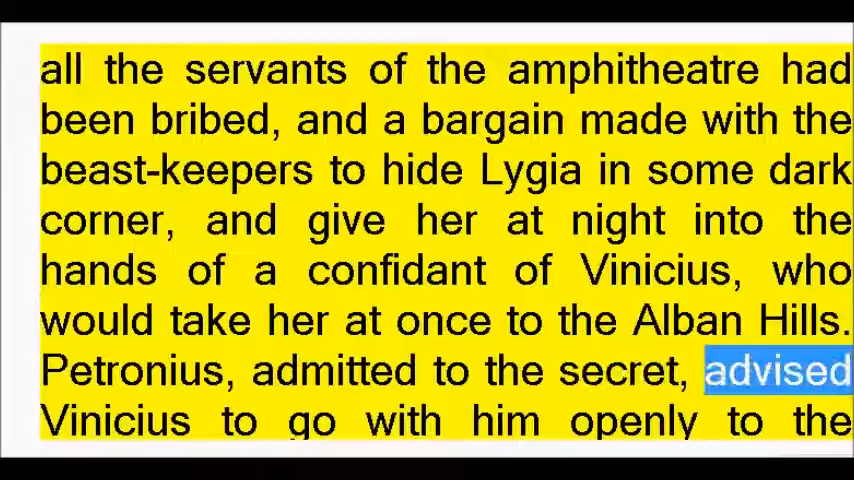 all the servants of the amphitheatre had
been bribed, and a bargain made with the
beast-keepers to hide Lygia in some dark
corner, and give her at night into the
hands of a confidant of Vinicius, who
would take her at once to the Alban Hills.
Petronius, admitted to the secret, advised
Vinicius to go with him openly to the